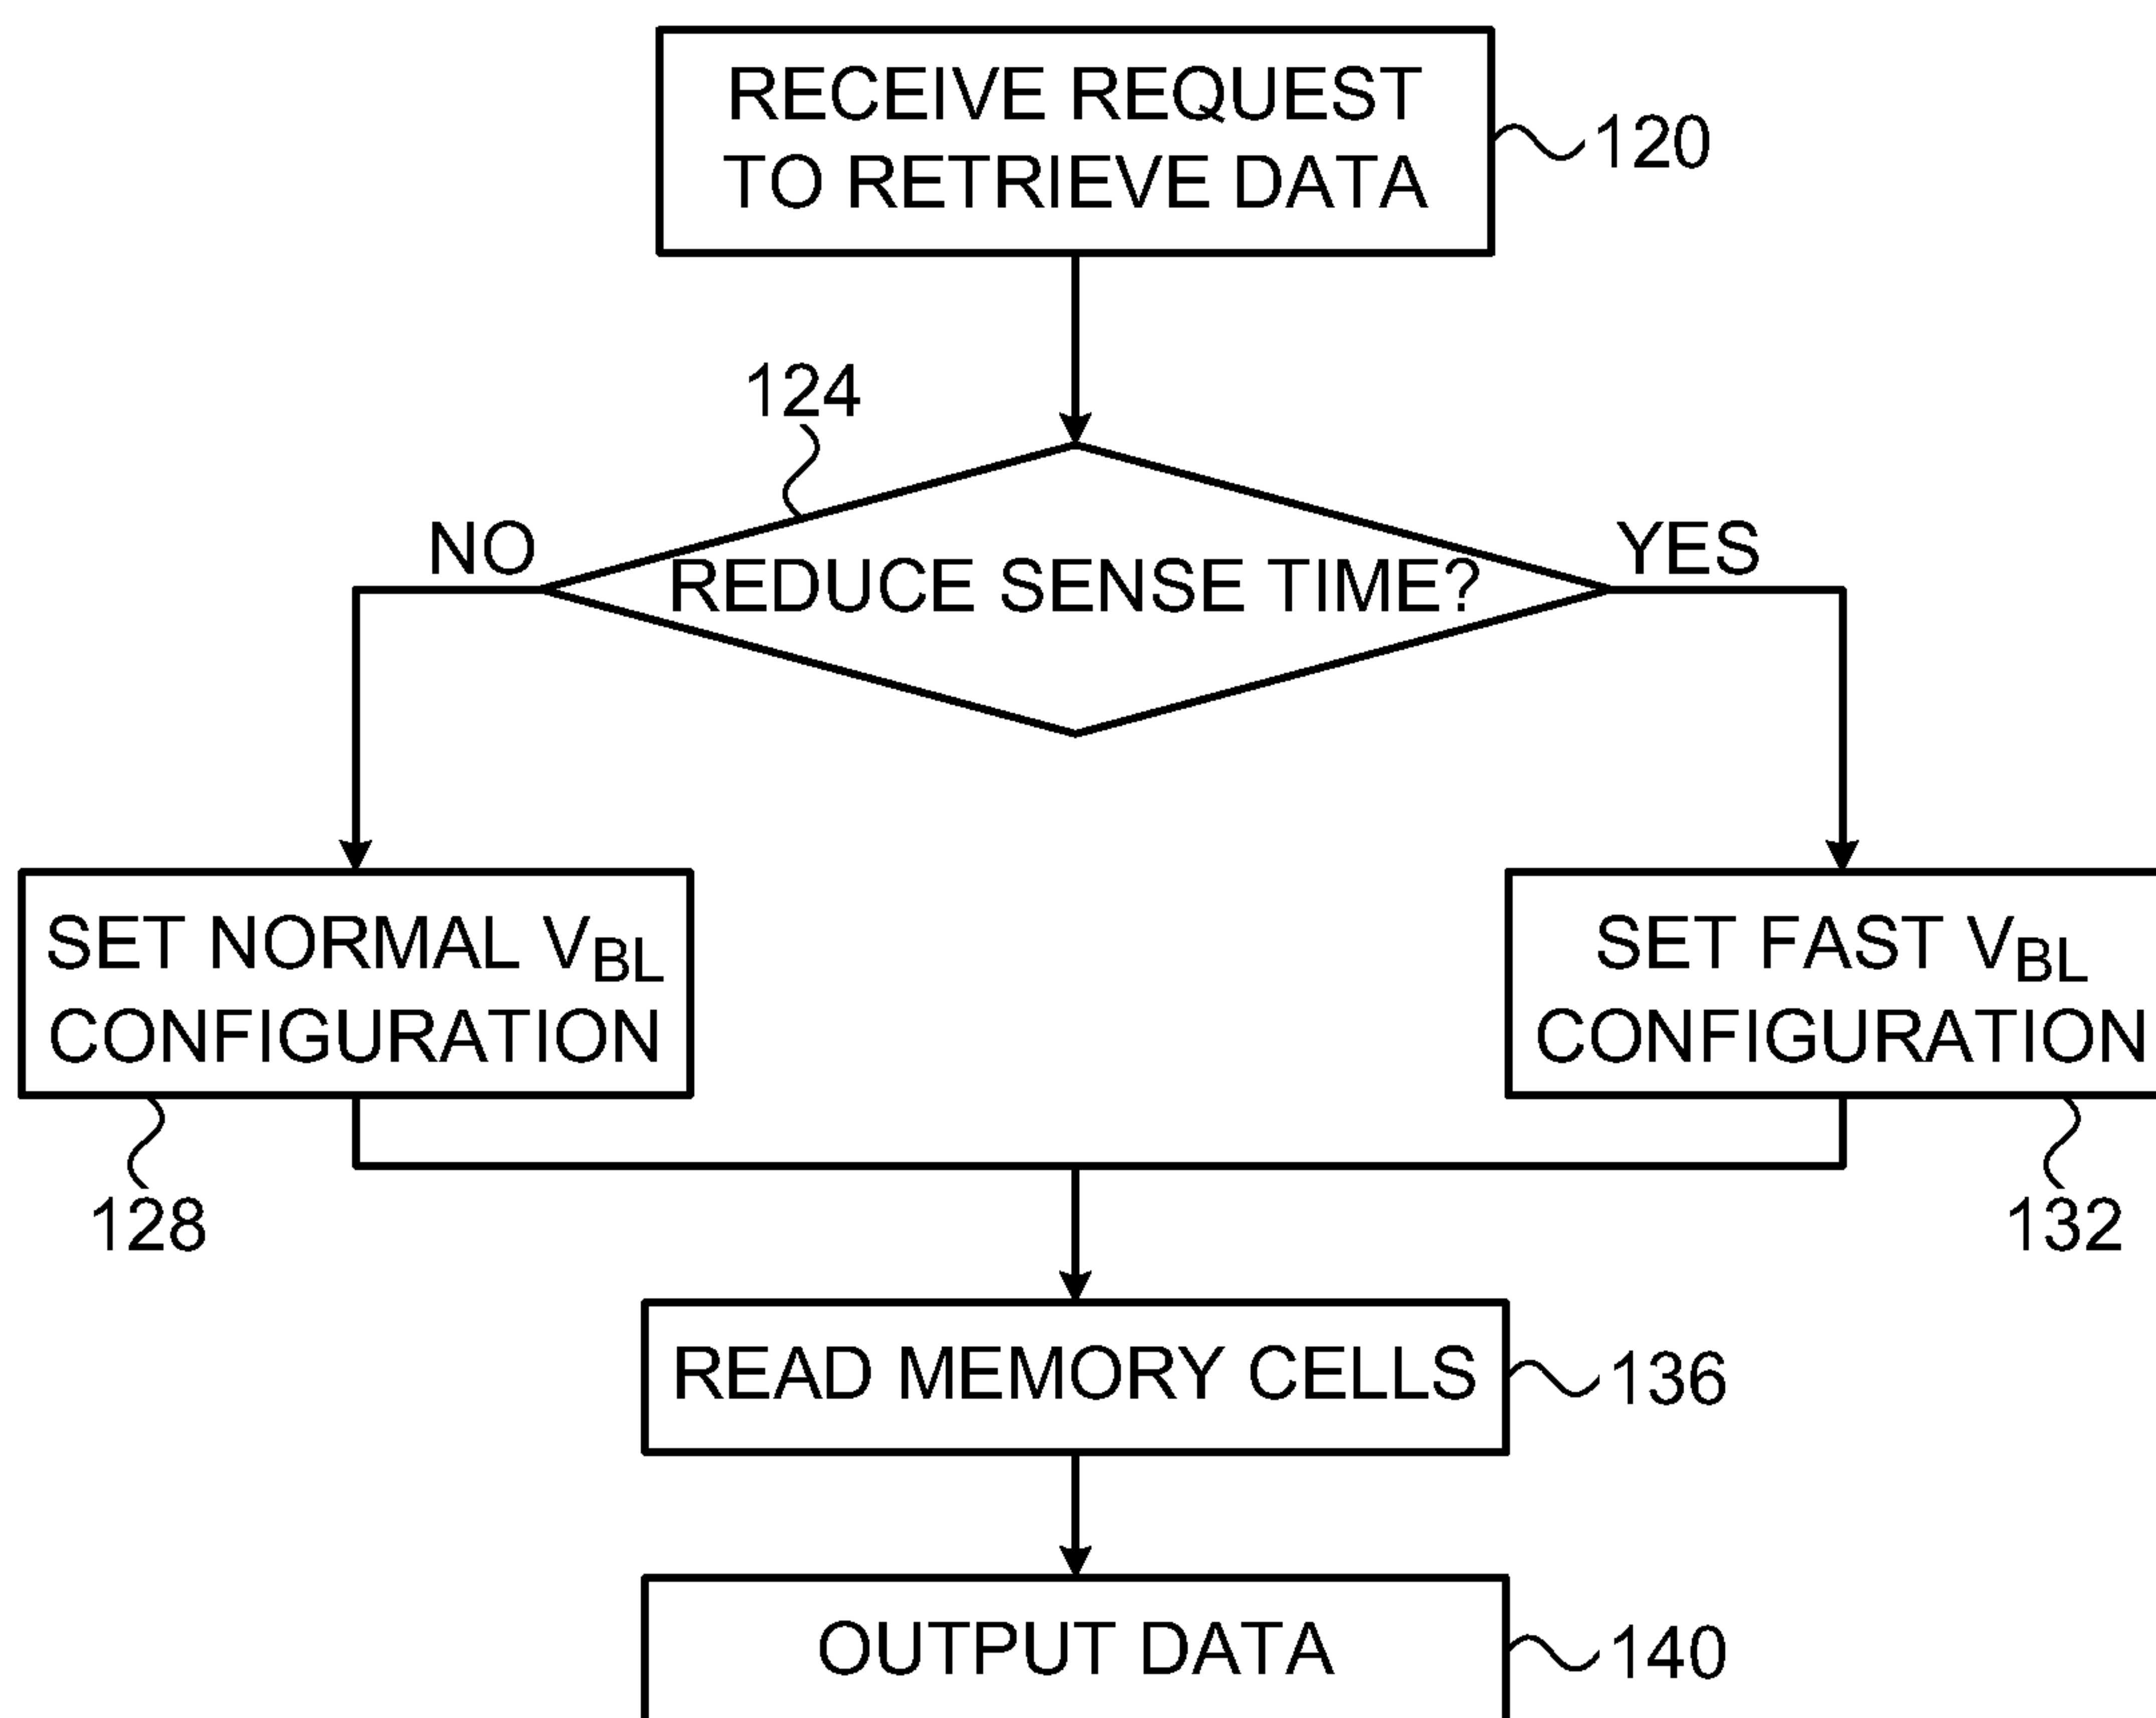 RECEIVE REQUEST
TO RETRIEVE DATA
120
124
NO
REDUCE SENSE TIME?
YES
SET NORMAL VBL
CONFIGURATION
SET FAST VBL
CONFIGURATION
128
132
READ MEMORY CELLS
136
OUTPUT DATA
140